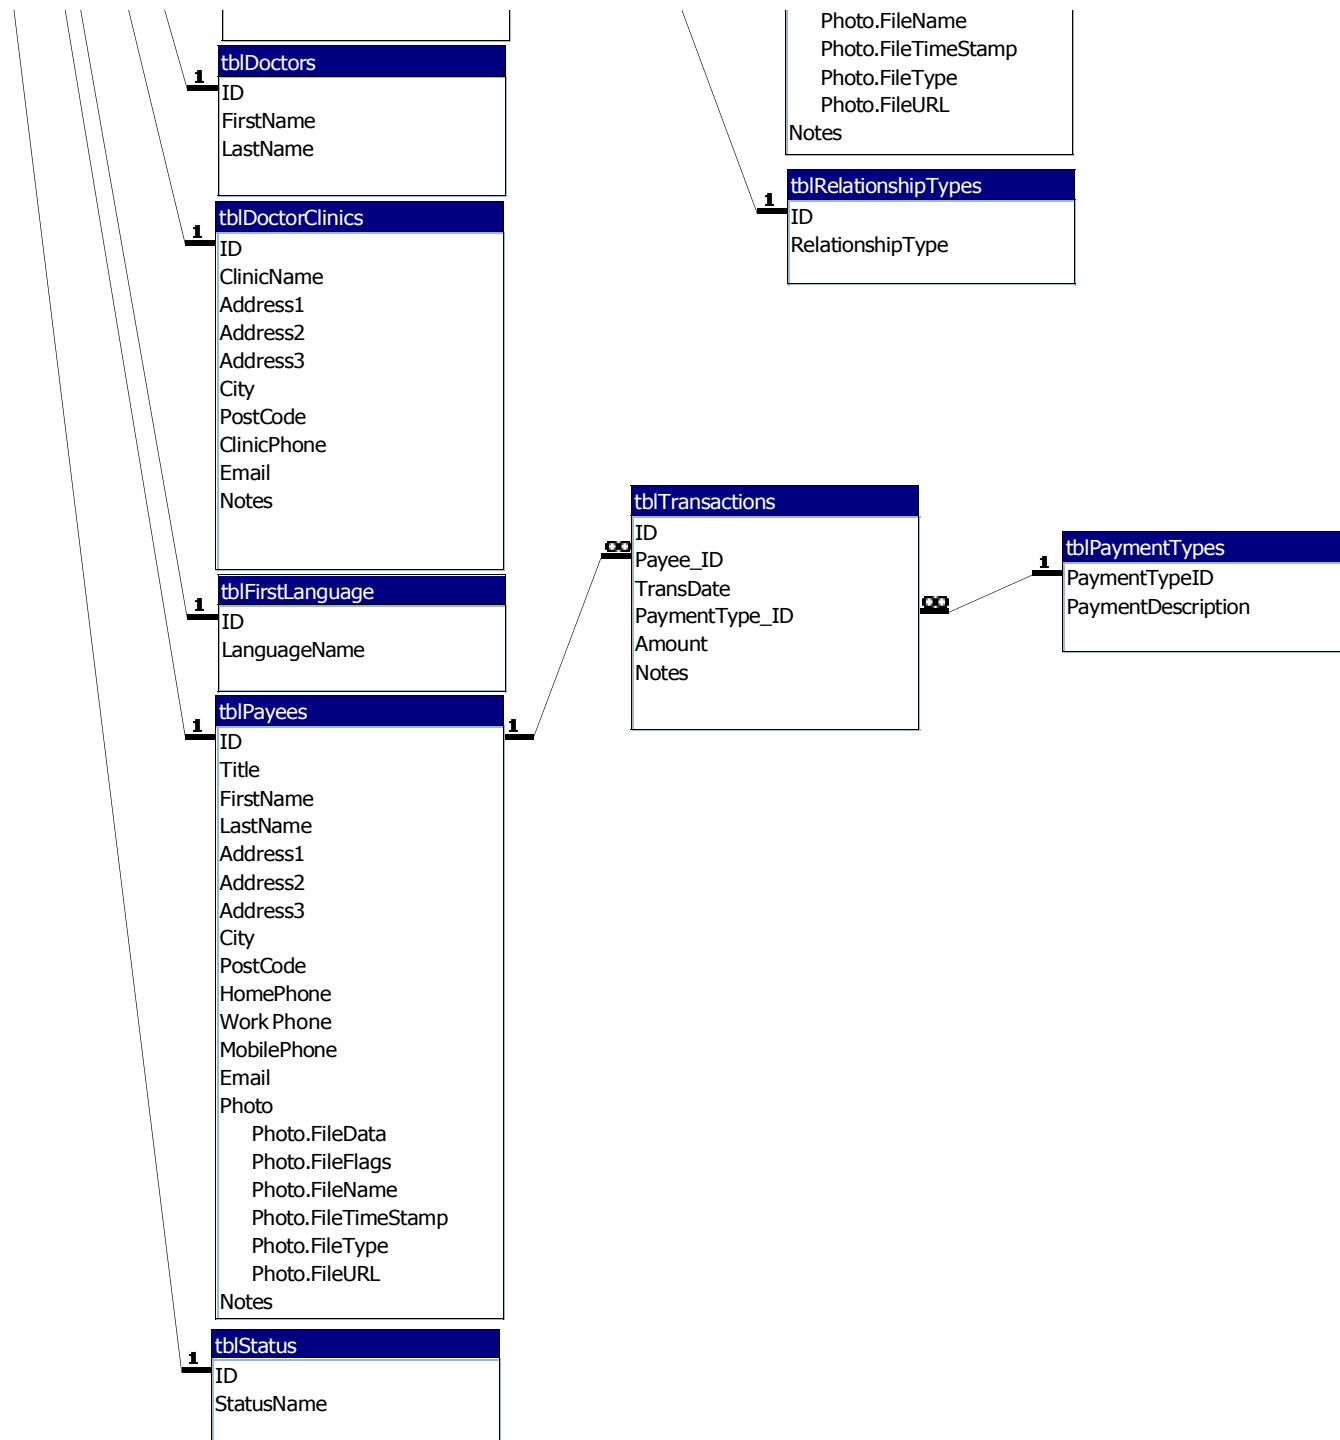 tblDoctors
1
ID
FirstName
LastName
tblDoctorClinics
1
ID
ClinicName
Address1
Address2
Address3
City
PostCode
ClinicPhone
Email
Notes
tblFirstLanguage
1
ID
LanguageName
tblPayees
1
1
ID
Title
FirstName
LastName
Address1
Address2
Address3
City
PostCode
HomePhone
Work Phone
MobilePhone
Email
Photo
Photo.FileData
Photo.FileFlags
Photo.FileName
Photo.FileTimeStamp
Photo.FileType
Photo.FileURL
Notes
tblStatus
1
ID
StatusName
Photo.FileName
Photo.FileTimeStamp
Photo.FileType
Photo.FileURL
Notes
tblRelationshipTypes
1
ID
RelationshipType
tblTransactions
ID
∞
Payee_ID
TransDate
PaymentType_ID
∞
Amount
Notes
tblPaymentTypes
1
PaymentTypeID
PaymentDescription